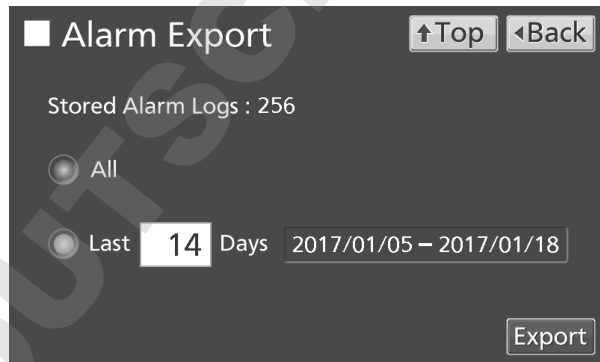 Alarm Export
Top
Back
Stored Alarm Logs : 256
All
Last 14 Days 2017/01/05 – 2017/01/18
Export